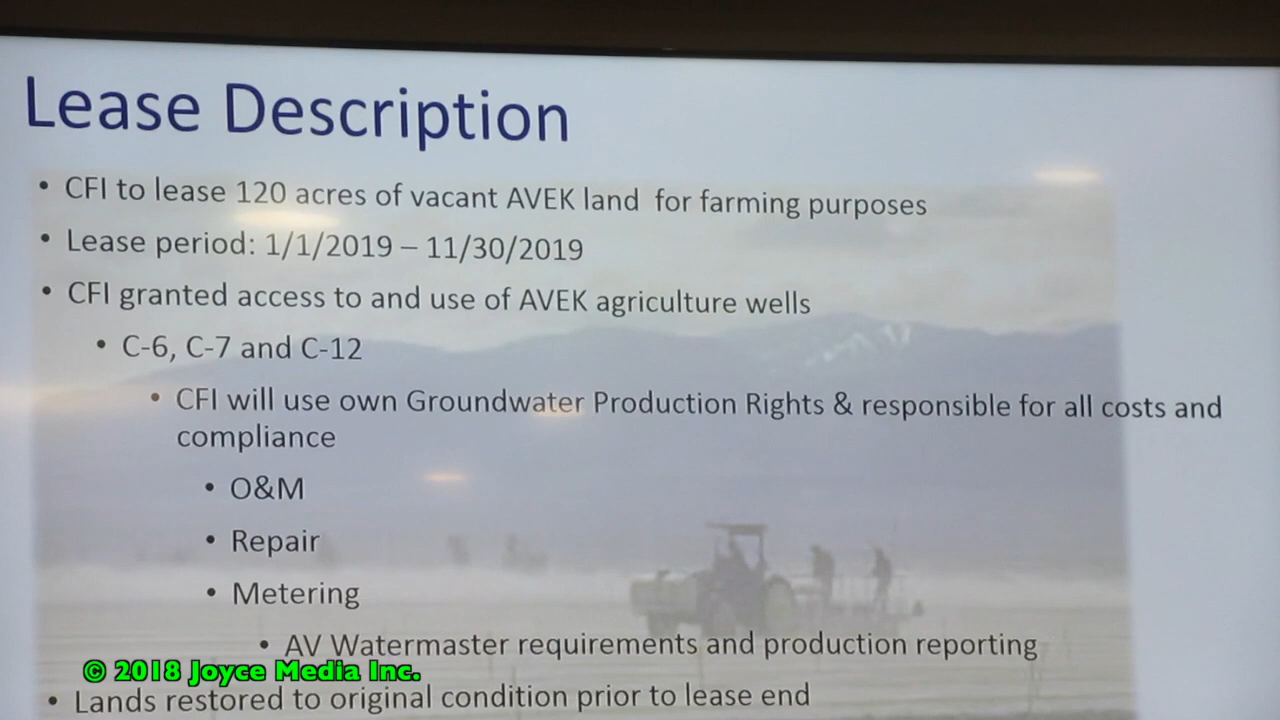 Lease Description
• CFI to lease 120 acres of vacant AVEK land for farming purposes
• Lease period: 1/1/2019 – 11/30/2019
• CFI granted access to and use of AVEK agriculture wells
• C-6, C-7 and C-12
• CFI will use own Groundwater Production Rights & responsible for all costs and
compliance
• O&M
• Repair
• Metering
• AV Watermaster requirements and production reporting
© 2018 Joyce Media Inc.
• Lands restored to original condition prior to lease end